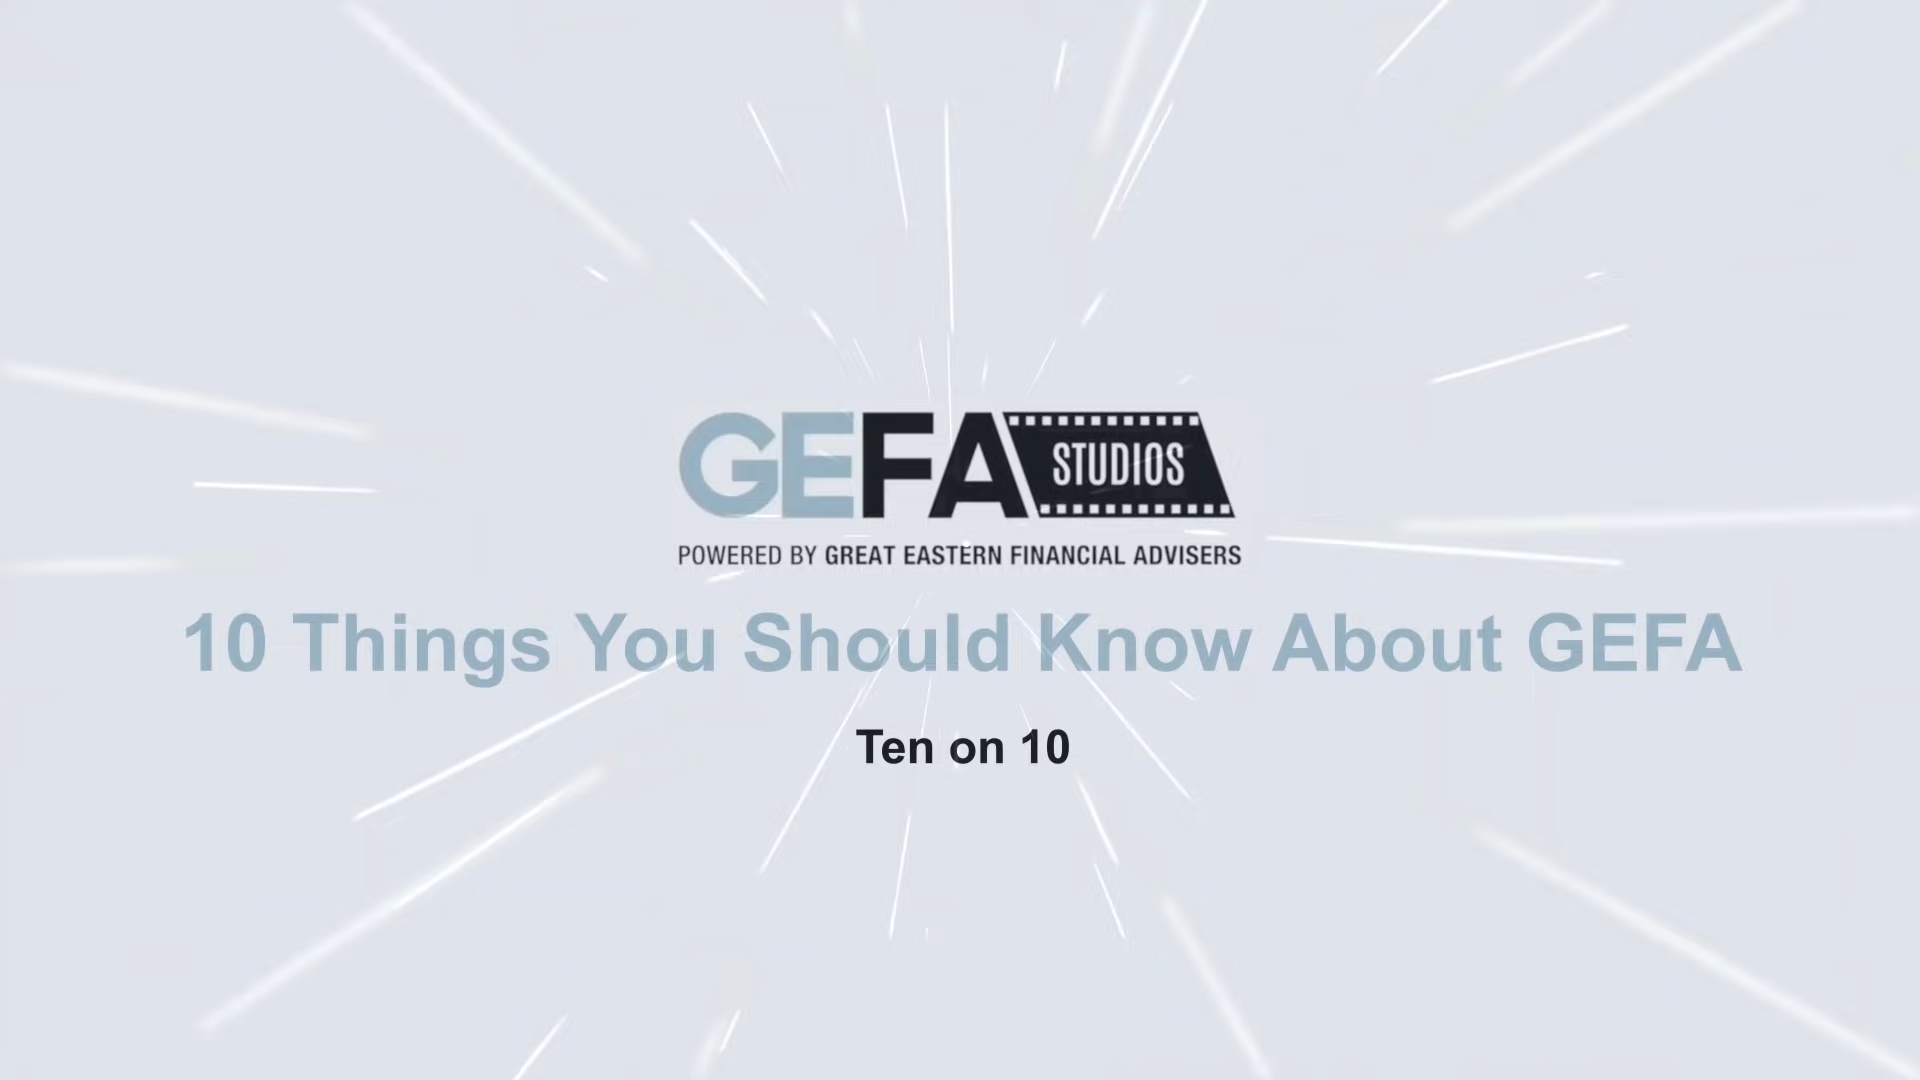 GEFA STUDIOS
POWERED BY GREAT EASTERN FINANCIAL ADVISERS
10 Things You Should Know About GEFA
Ten on 10